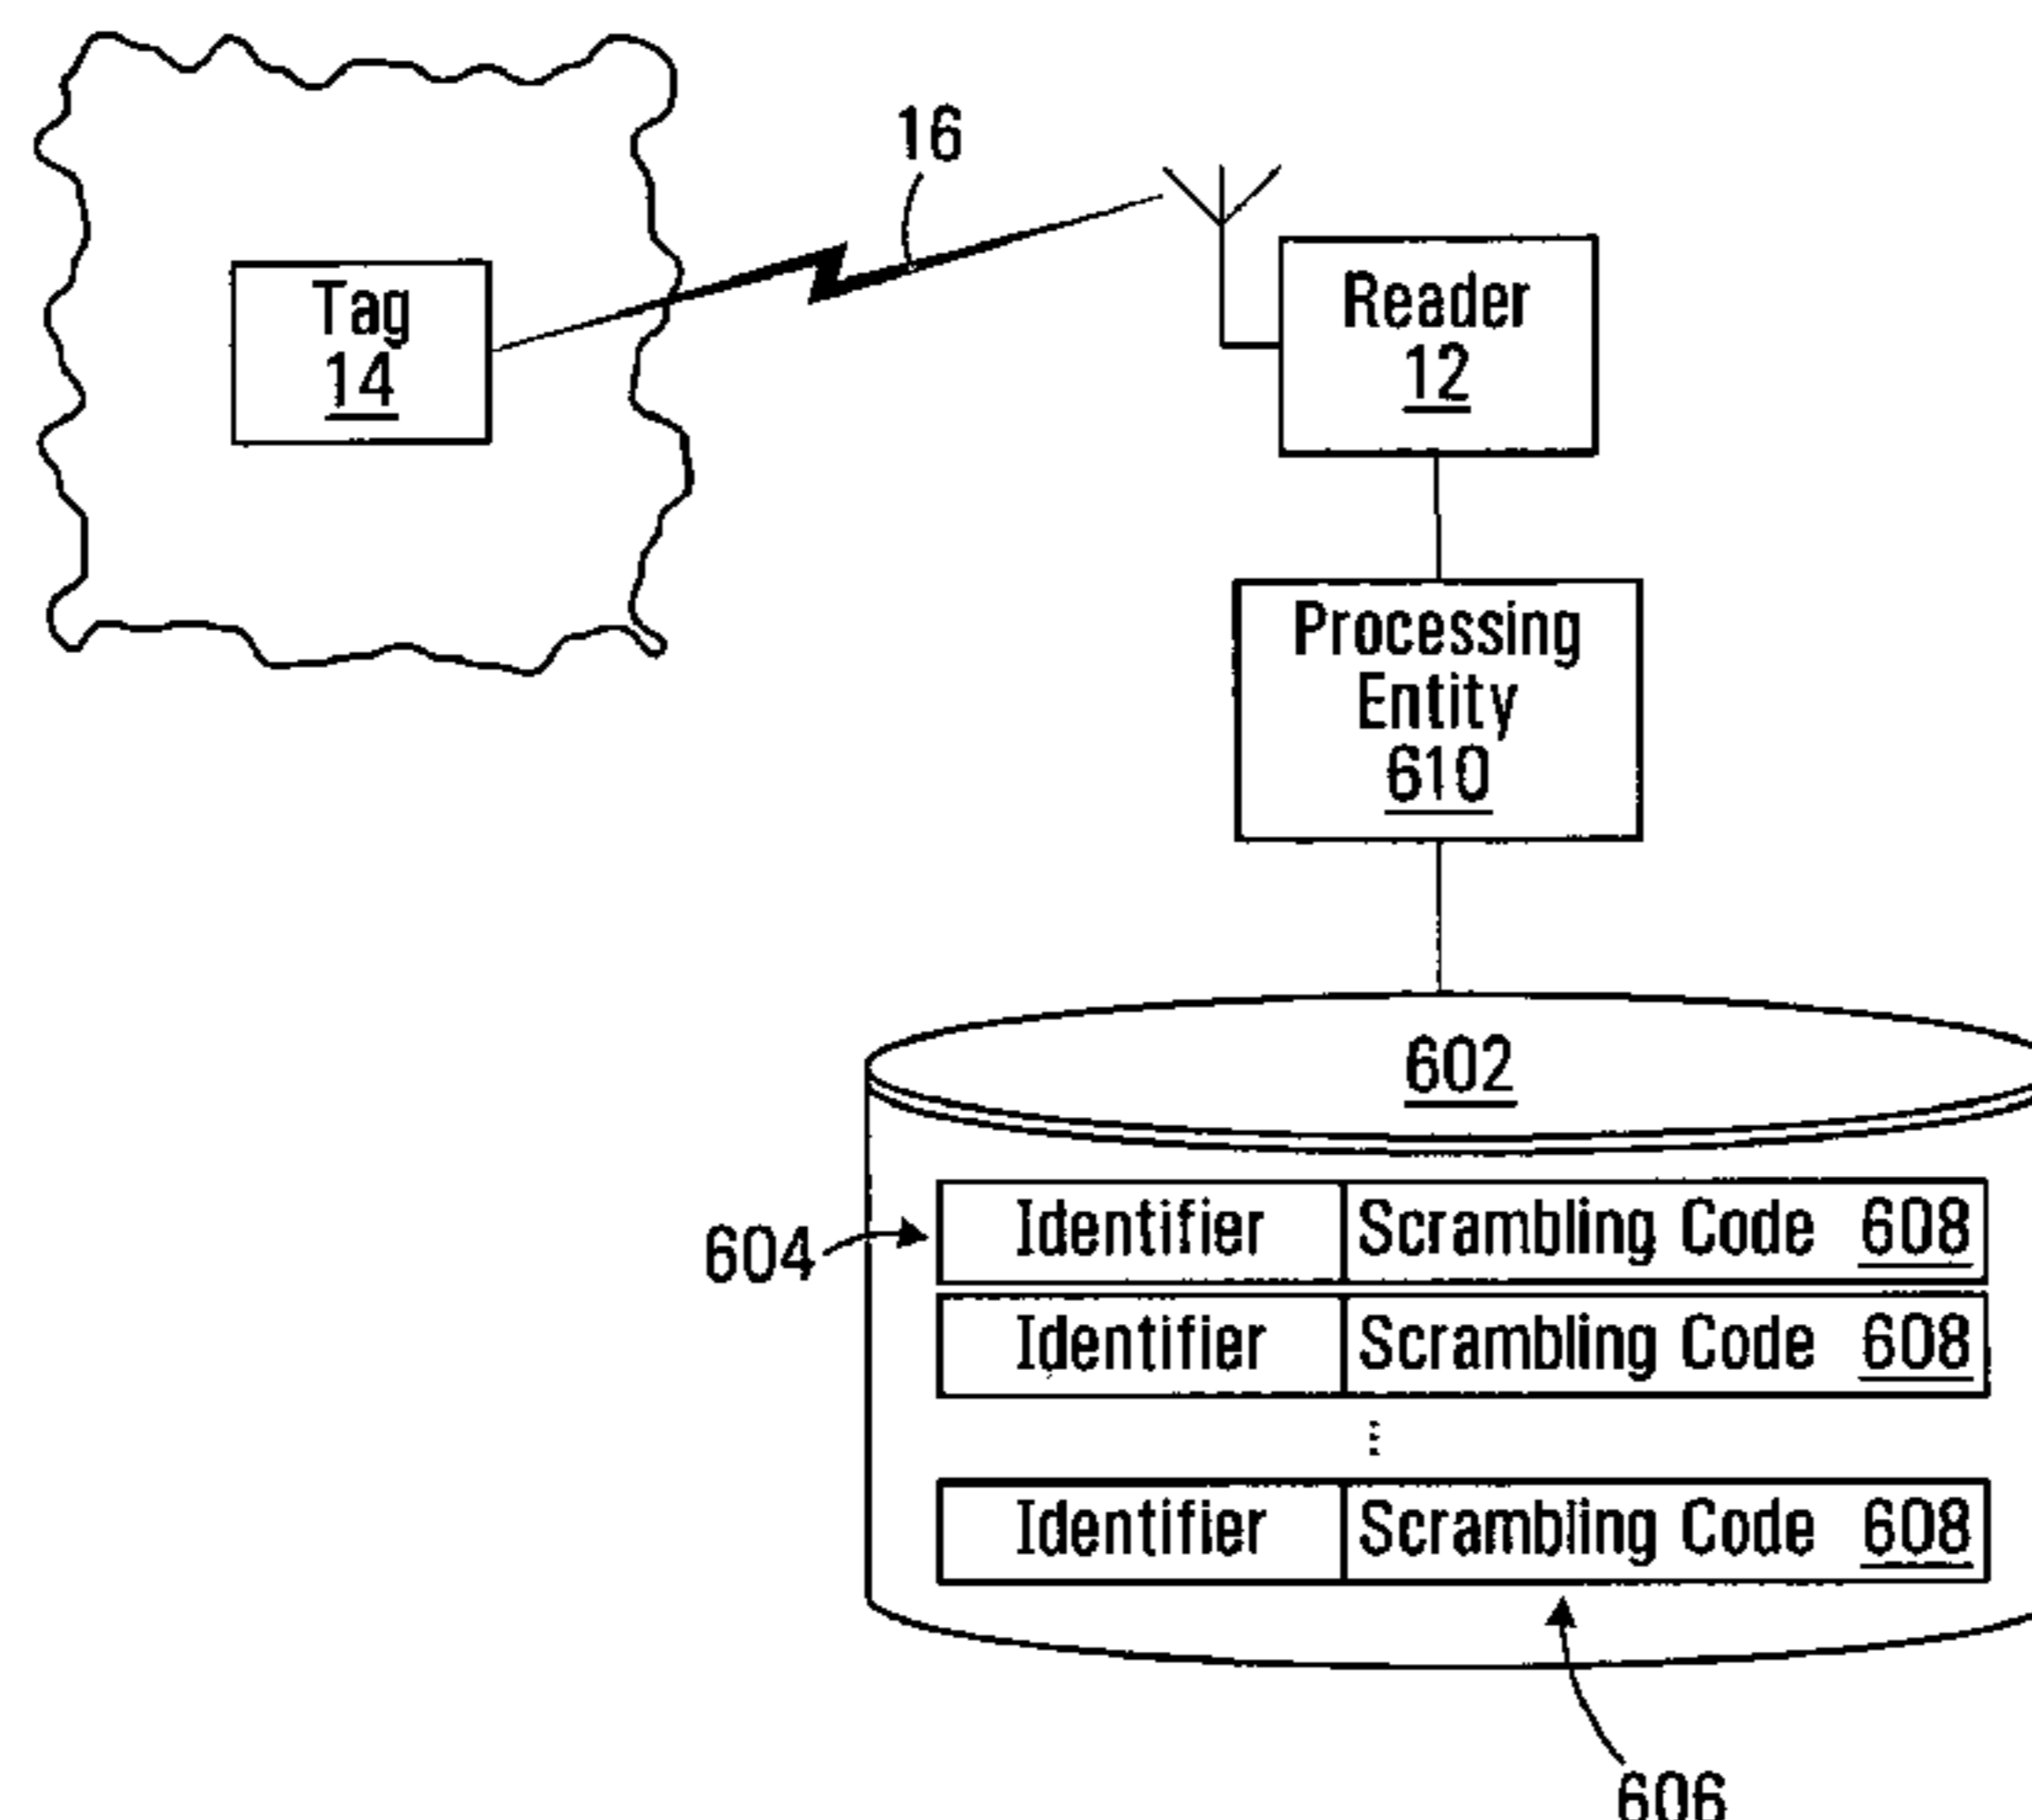 16
Tag
14
Reader
12
Processing
Entity
610
602
604
Identifier Scrambling Code 608
Identifier Scrambling Code 608
Identifier Scrambling Code 608
606